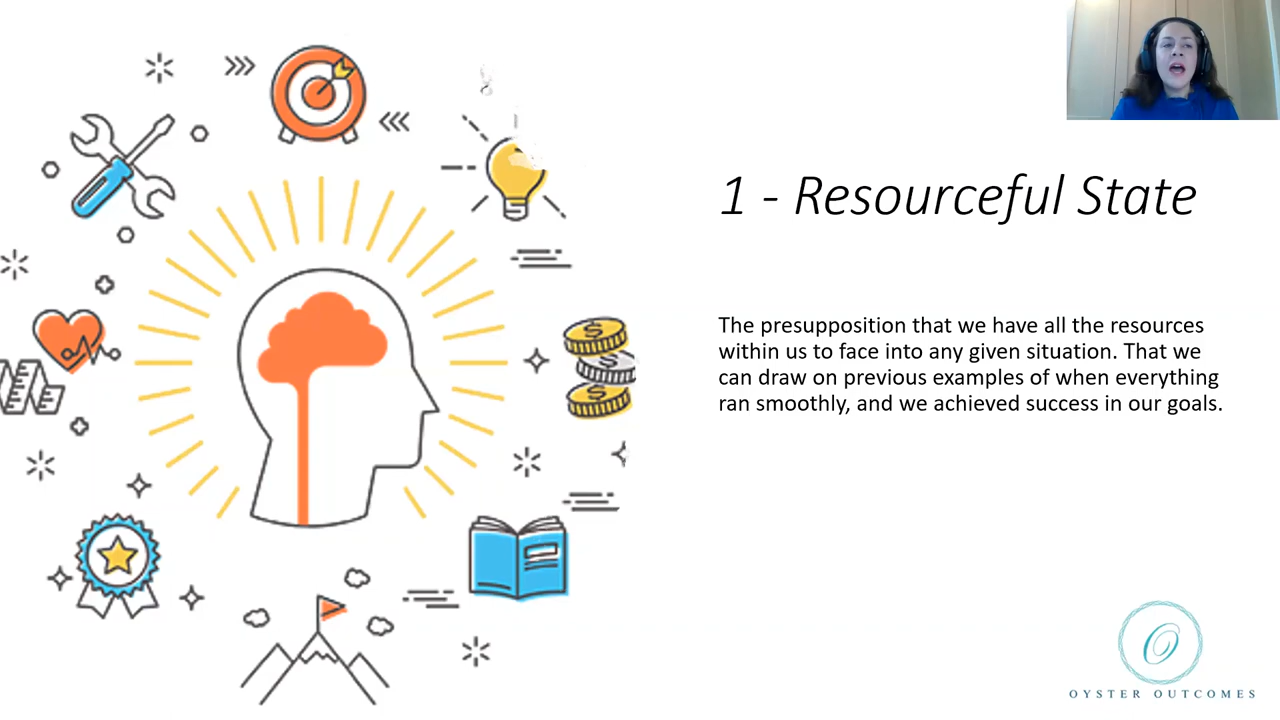 1 - Resourceful State
The presupposition that we have all the resources
within us to face into any given situation. That we
can draw on previous examples of when everything
ran smoothly, and we achieved success in our goals.
$
$
$
O
OYSTER OUTCOMES